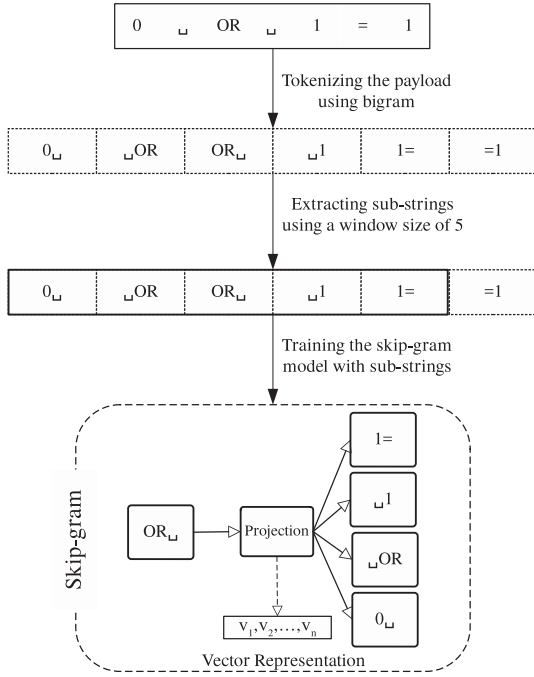 0 ␣ OR ␣ 1 = 1
Tokenizing the payload
using bigram
0␣ ␣OR OR␣ ␣1 1= =1
Extracting sub-strings
using a window size of 5
0␣ ␣OR OR␣ ␣1 1= =1
Training the skip-gram
model with sub-strings
Skip-gram
1=
␣1
OR␣ Projection
␣OR
0␣
v1,v2,…,vn
Vector Representation